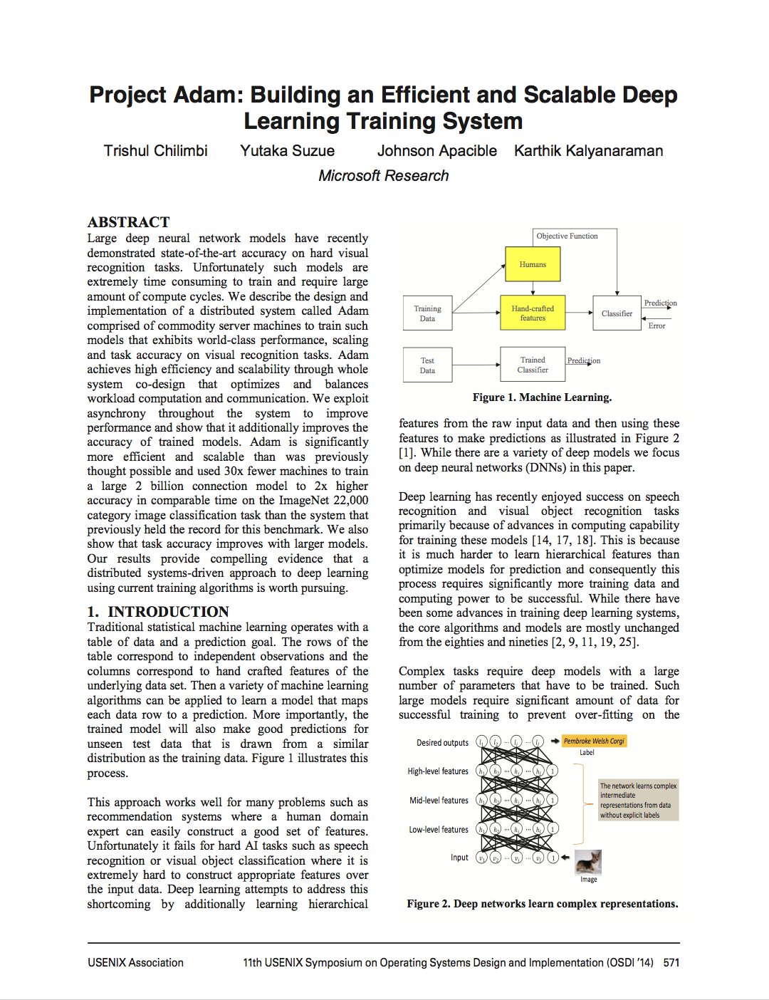 Project Adam: Building an Efficient and Scalable Deep
Learning Training System
Trishul Chilimbi Yutaka Suzue Johnson Apacible Karthik Kalyanaraman
Microsoft Research
ABSTRACT
Large deep neural network models have recently
demonstrated state-of-the-art accuracy on hard visual
recognition tasks. Unfortunately such models are
extremely time consuming to train and require large
amount of compute cycles. We describe the design and
implementation of a distributed system called Adam
comprised of commodity server machines to train such
models that exhibits world-class performance, scaling
and task accuracy on visual recognition tasks. Adam
achieves high efficiency and scalability through whole
system co-design that optimizes and balances
workload computation and communication. We exploit
asynchrony throughout the system to improve
performance and show that it additionally improves the
accuracy of trained models. Adam is significantly
more efficient and scalable than was previously
thought possible and used 30x fewer machines to train
a large 2 billion connection model to 2x higher
accuracy in comparable time on the ImageNet 22,000
category image classification task than the system that
previously held the record for this benchmark. We also
show that task accuracy improves with larger models.
Our results provide compelling evidence that a
distributed systems-driven approach to deep learning
using current training algorithms is worth pursuing.
1. INTRODUCTION
Traditional statistical machine learning operates with a
table of data and a prediction goal. The rows of the
table correspond to independent observations and the
columns correspond to hand crafted features of the
underlying data set. Then a variety of machine learning
algorithms can be applied to learn a model that maps
each data row to a prediction. More importantly, the
trained model will also make good predictions for
unseen test data that is drawn from a similar
distribution as the training data. Figure 1 illustrates this
process.
This approach works well for many problems such as
recommendation systems where a human domain
expert can easily construct a good set of features.
Unfortunately it fails for hard AI tasks such as speech
recognition or visual object classification where it is
extremely hard to construct appropriate features over
the input data. Deep learning attempts to address this
shortcoming by additionally learning hierarchical
Objective Function
Humans
Training
Data
Hand-crafted
features
Classifier
Prediction
Error
Test
Data
Trained
Classifier
Prediction
Figure 1. Machine Learning.
features from the raw input data and then using these
features to make predictions as illustrated in Figure 2
[1]. While there are a variety of deep models we focus
on deep neural networks (DNNs) in this paper.
Deep learning has recently enjoyed success on speech
recognition and visual object recognition tasks
primarily because of advances in computing capability
for training these models [14, 17, 18]. This is because
it is much harder to learn hierarchical features than
optimize models for prediction and consequently this
process requires significantly more training data and
computing power to be successful. While there have
been some advances in training deep learning systems,
the core algorithms and models are mostly unchanged
from the eighties and nineties [2, 9, 11, 19, 25].
Complex tasks require deep models with a large
number of parameters that have to be trained. Such
large models require significant amount of data for
successful training to prevent over-fitting on the
Desired outputs l1 l2 ... lj ... lJ Pembroke Welsh Corgi
Label
High-level features h1 h2 ... hj ... hJ 1
The network learns complex
intermediate
representations from data
without explicit labels
Mid-level features h1 h2 ... hj ... hJ 1
Low-level features h1 h2 ... hj ... hJ 1
Input v1 v2 ... vi ... vI 1
Image
Figure 2. Deep networks learn complex representations.
USENIX Association 11th USENIX Symposium on Operating Systems Design and Implementation (OSDI '14) 571